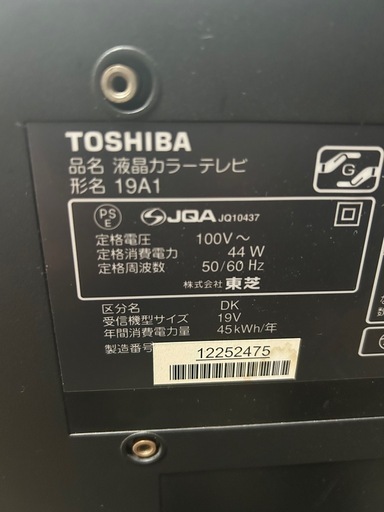 TOSHIBA
品名 液晶カラーテレビ
形名 19A1
G
PS
E
JQA JQ10437
定格電圧 100V～
定格消費電力 44 W
定格周波数 50/60 Hz
株式会社 東芝
区分名 DK
受信機型サイズ 19V
年間消費電力量 45kWh/年
製造番号 12252475